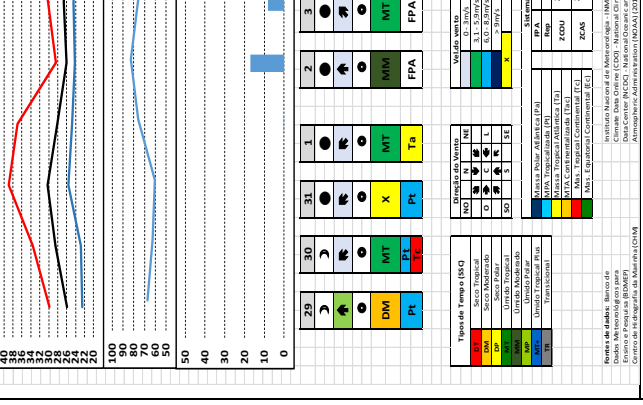 40
38
36
34
32
30
28
26
24
22
20
100
90
80
70
60
50
50
40
30
20
10
0
29 30 31 1 2 3
DM MT X MT MM MT
Pt Pt Tc Pt Ta FPA FPA
Tipos de Tempo (SSC)
DT Seco Tropical
DM Seco Moderado
DP Seco Polar
MT Úmido Tropical
MM Úmido Moderado
MP Úmido Polar
MT+ Úmido Tropical Plus
TR Transicional
Direção do Vento
NO N NE
O C L
SO S SE
Vel.do vento
0 - 3m/s
3,1 - 5,9m/s
6,0 - 8,9m/s
> 9m/s
X
Sistema
FPA
Rep
ZCOU
ZCAS
Massa Polar Atlântica (Pa)
MPA Tropicalizada (Pt)
Massa Tropical Atlântica (Ta)
MTA Continentalizada (Tac)
Mas. Tropical Continental (Tc)
Mas. Equatorial Continental (Ec)
Fontes de dados: Banco de
Dados Meteorológicos para
Ensino e Pesquisa (BDMEP)
Centro de Hidrografia da Marinha (CHM)
Instituto Nacional de Meteorologia - (INM
Climate Data Online (CDO) - National Clim
Data Center (NCDC) - National Oceanic an
Atmospheric Administration (NOAA) (201